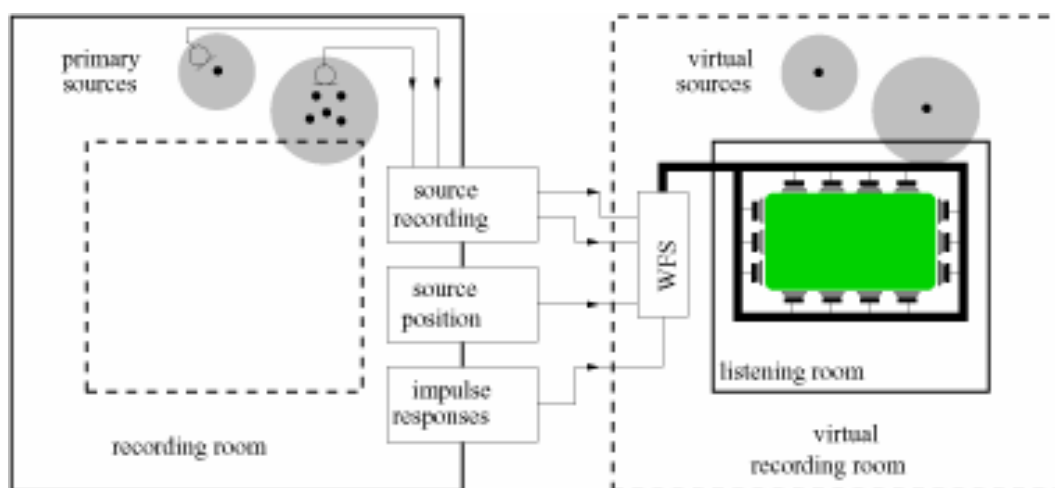 primary
sources
source
recording
source
position
impulse
responses
recording room
virtual
sources
WFS
listening room
virtual
recording room